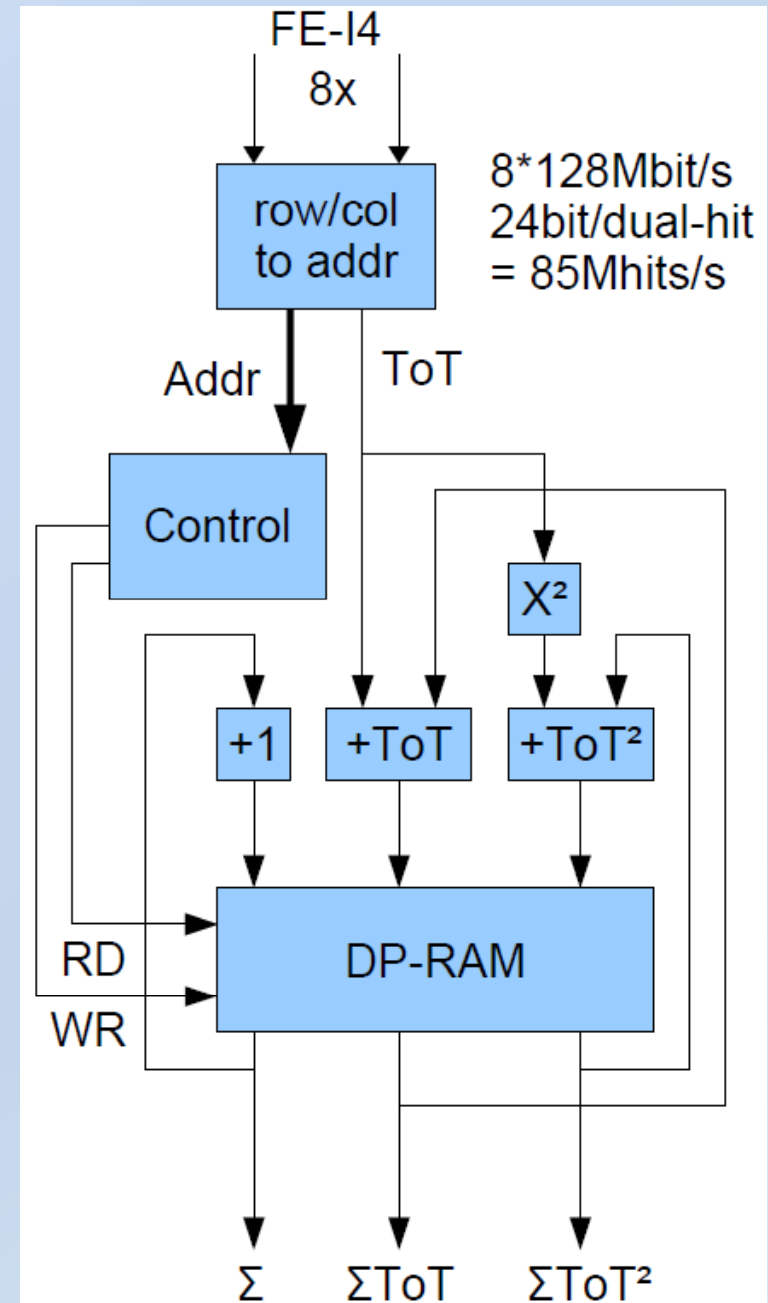 FE-I4
8x
8*128Mbit/s
24bit/dual-hit
= 85Mhits/s
row/col
to addr
Addr
ToT
Control
X²
+1
+ToT
+ToT²
RD
WR
DP-RAM
Σ
ΣToT
ΣToT²